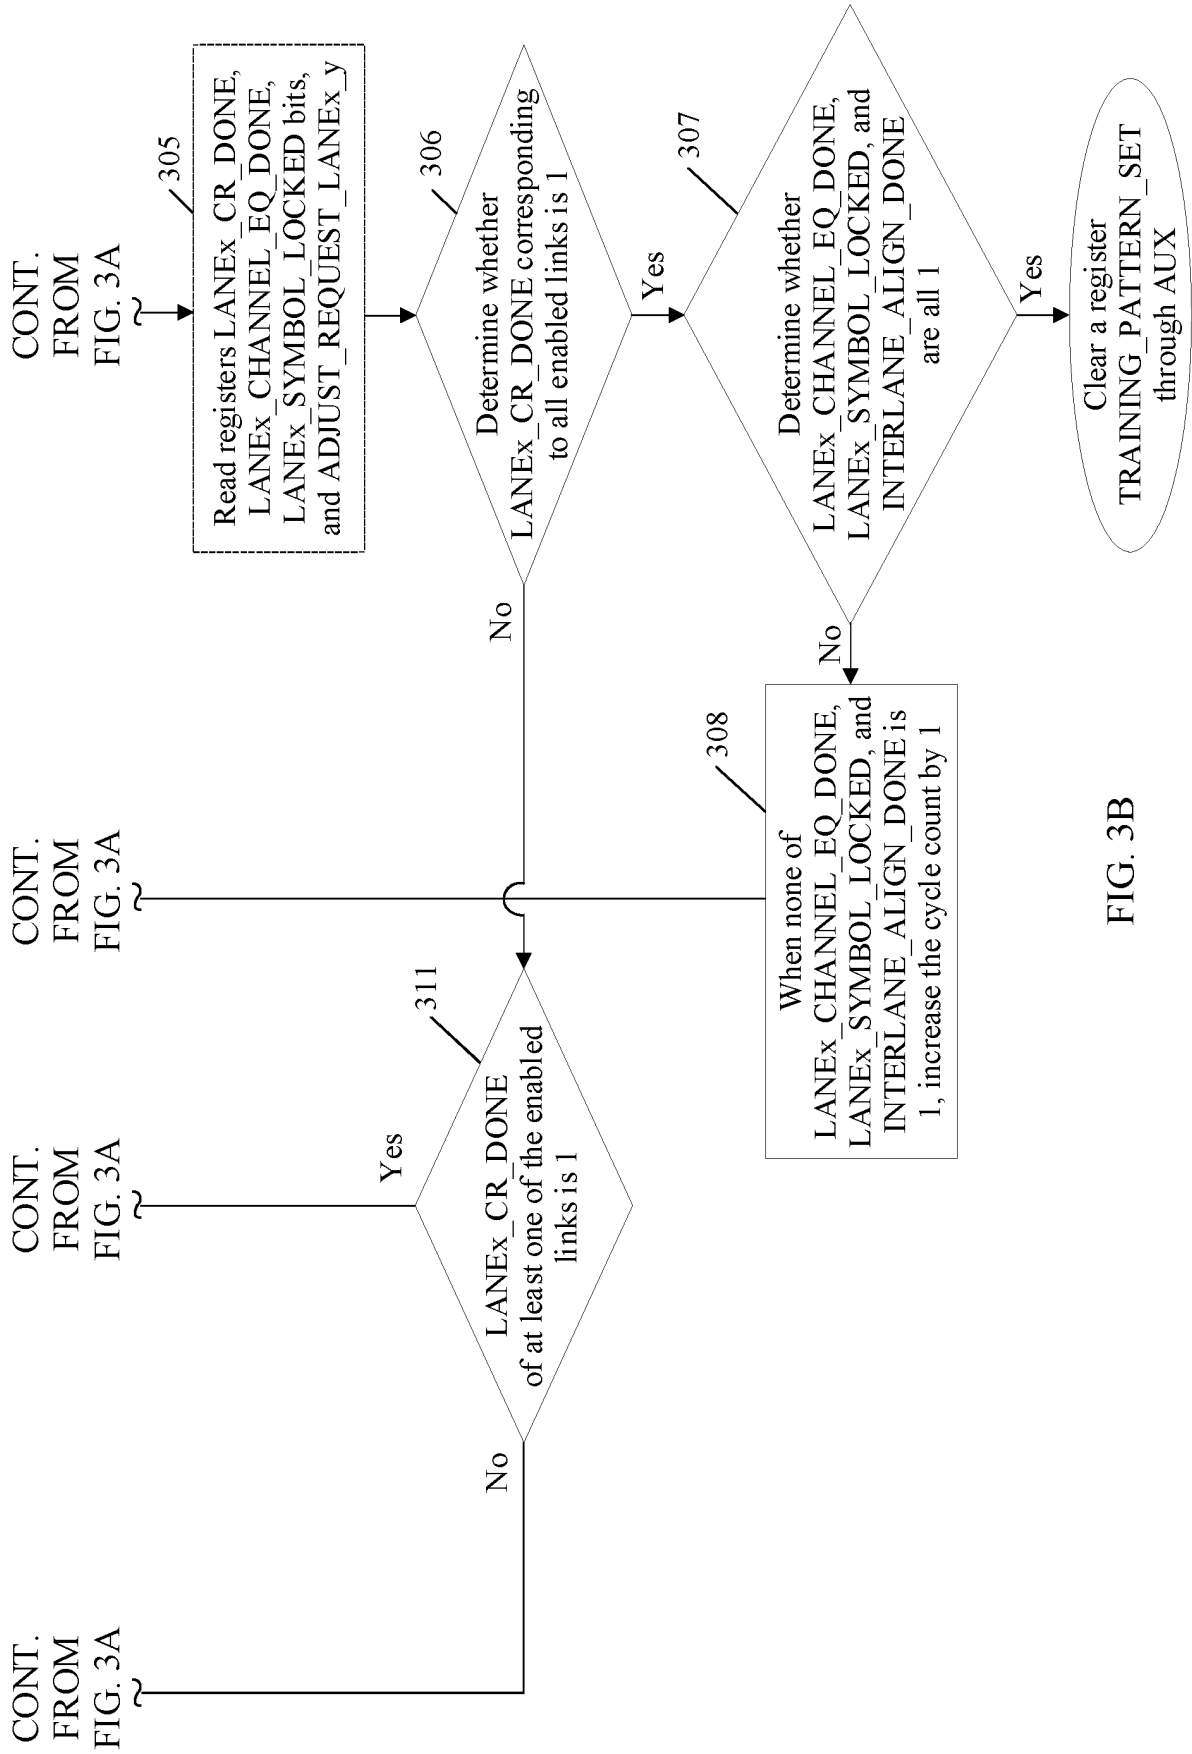 CONT.
FROM
FIG. 3A
CONT.
FROM
FIG. 3A
CONT.
FROM
FIG. 3A
CONT.
FROM
FIG. 3A
305
Read registers LANEx_CR_DONE,
LANEx_CHANNEL_EQ_DONE,
LANEx_SYMBOL_LOCKED bits,
and ADJUST_REQUEST_LANEx_y
306
Determine whether
LANEx_CR_DONE corresponding
to all enabled links is 1
No
Yes
311
LANEx_CR_DONE
of at least one of the enabled
links is 1
Yes
No
307
Determine whether
LANEx_CHANNEL_EQ_DONE,
LANEx_SYMBOL_LOCKED, and
INTERLANE_ALIGN_DONE
are all 1
No
Yes
308
When none of
LANEx_CHANNEL_EQ_DONE,
LANEx_SYMBOL_LOCKED, and
INTERLANE_ALIGN_DONE is
1, increase the cycle count by 1
Clear a register
TRAINING_PATTERN_SET
through AUX
FIG. 3B